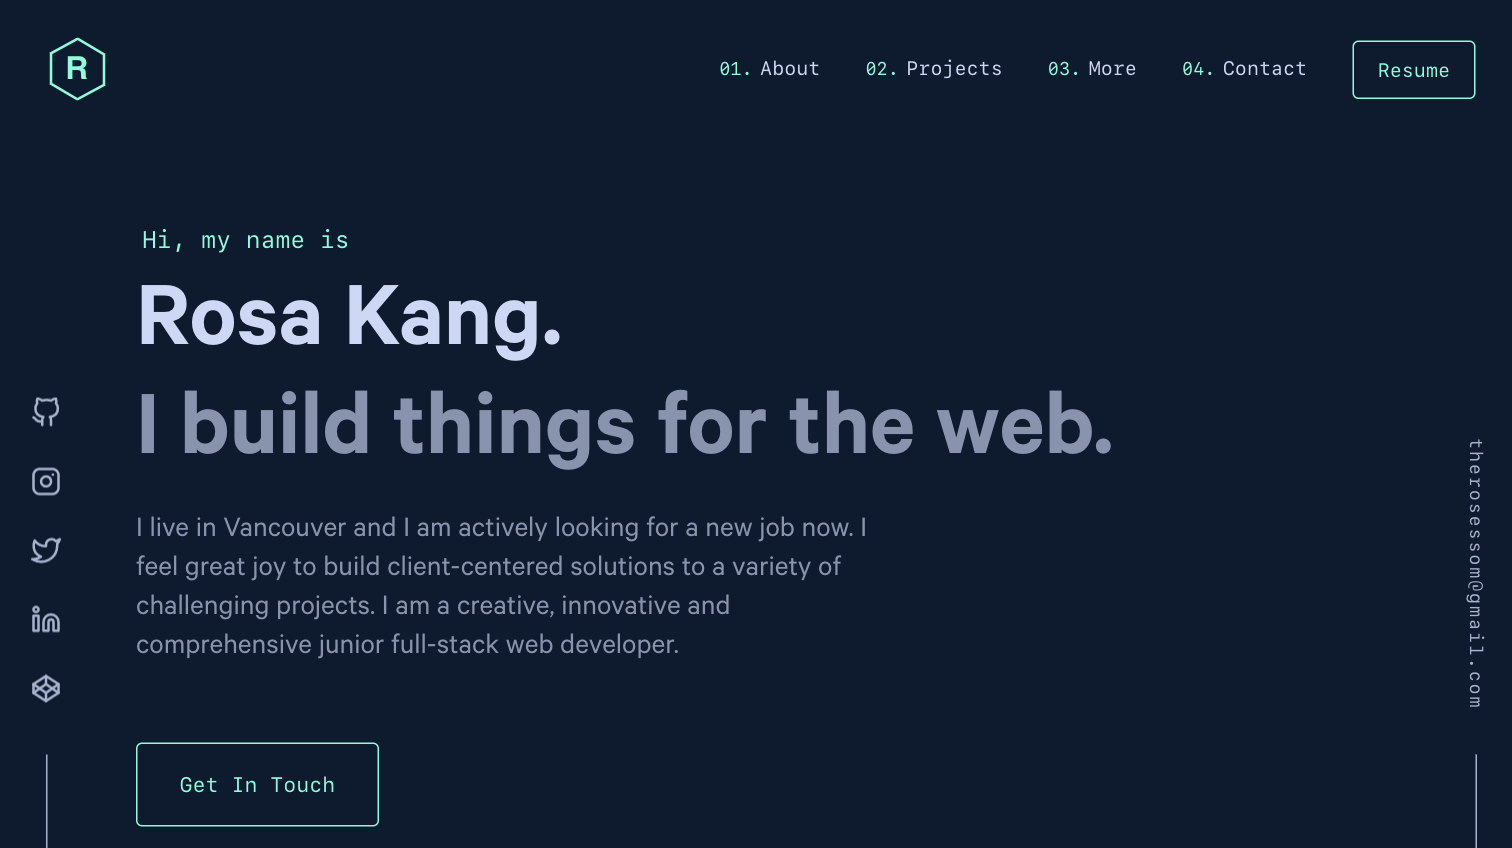 R
01. About 02. Projects 03. More 04. Contact Resume
Hi, my name is
Rosa Kang.
I build things for the web.
I live in Vancouver and I am actively looking for a new job now. I
feel great joy to build client-centered solutions to a variety of
challenging projects. I am a creative, innovative and
comprehensive junior full-stack web developer.
Get In Touch
therosessom@gmail.com